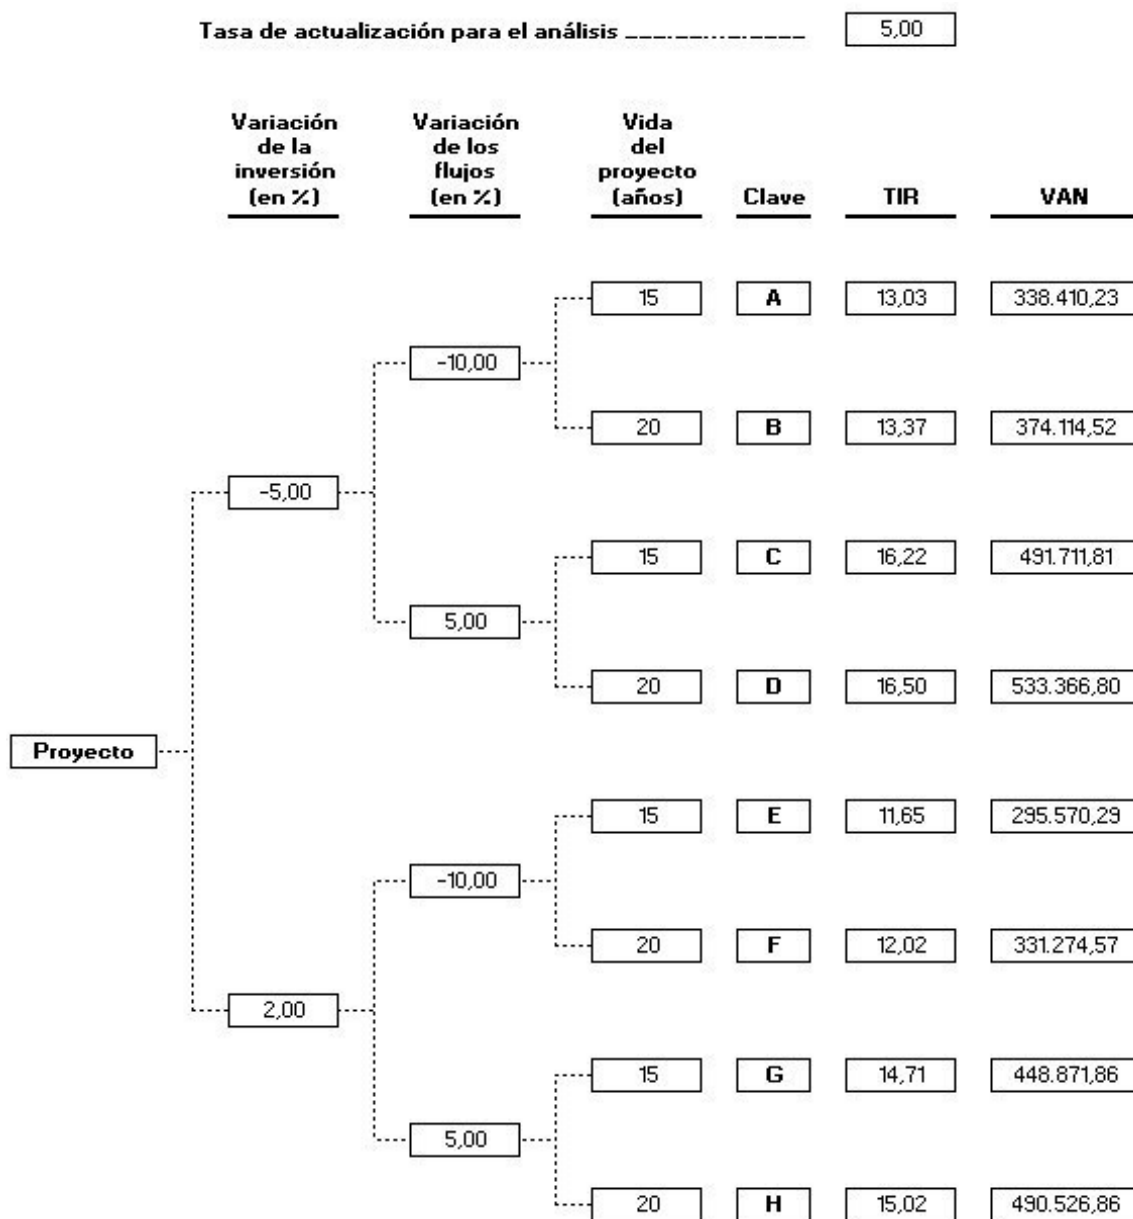 Tasa de actualización para el análisis 5,00
Variación de la inversión (en %) Variación de los flujos (en %) Vida del proyecto (años) Clave TIR VAN
15 A 13,03 338.410,23
-10,00
20 B 13,37 374.114,52
-5,00
15 C 16,22 491.711,81
5,00
20 D 16,50 533.366,80
Proyecto
15 E 11,65 295.570,29
-10,00
20 F 12,02 331.274,57
2,00
15 G 14,71 448.871,86
5,00
20 H 15,02 490.526,86